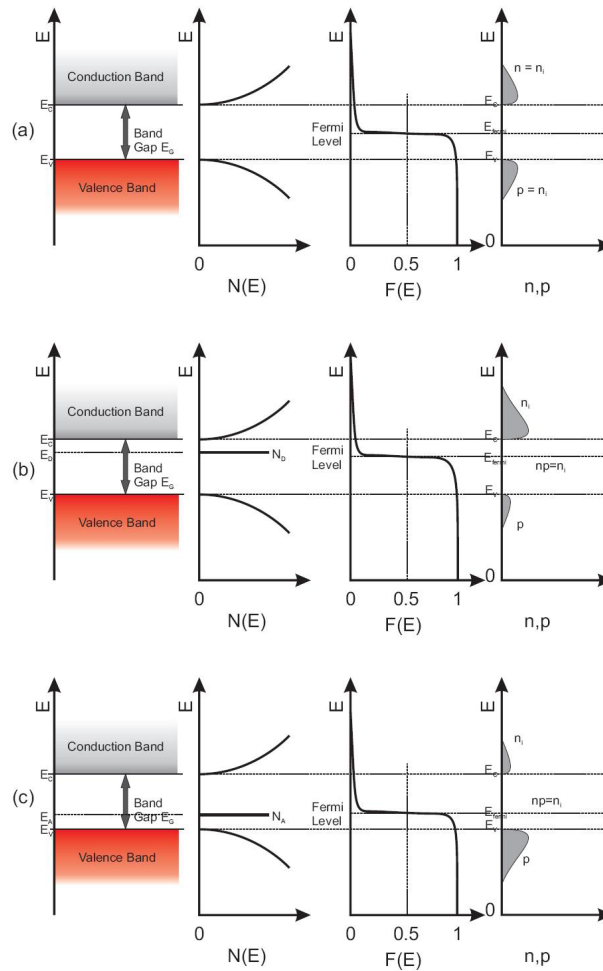 (a)
E
Conduction Band
E_C
Band
Gap E_G
E_V
Valence Band
E
0
N(E)
E
Fermi
Level
0 0.5 1
F(E)
E
n = n_i
E_C
E_fermi
E_V
p = n_i
0
n,p
(b)
E
Conduction Band
E_C
E_D
Band
Gap E_G
E_V
Valence Band
E
N_D
0
N(E)
E
Fermi
Level
0 0.5 1
F(E)
E
n_i
E_C
E_fermi
np=n_i
E_V
p
0
n,p
(c)
E
Conduction Band
E_C
Band
Gap E_G
E_A
E_V
Valence Band
E
N_A
0
N(E)
E
Fermi
Level
0 0.5 1
F(E)
E
n_i
E_C
np=n_i
E_fermi
E_V
p
0
n,p